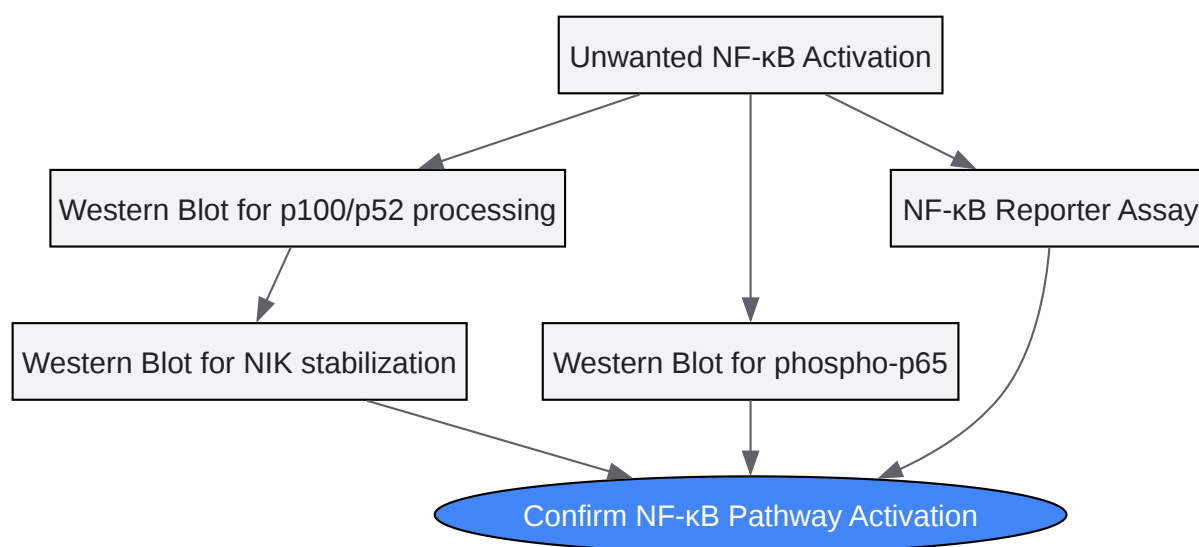 Unwanted NF-κB Activation
Western Blot for p100/p52 processing
NF-κB Reporter Assay
Western Blot for NIK stabilization
Western Blot for phospho-p65
Confirm NF-κB Pathway Activation